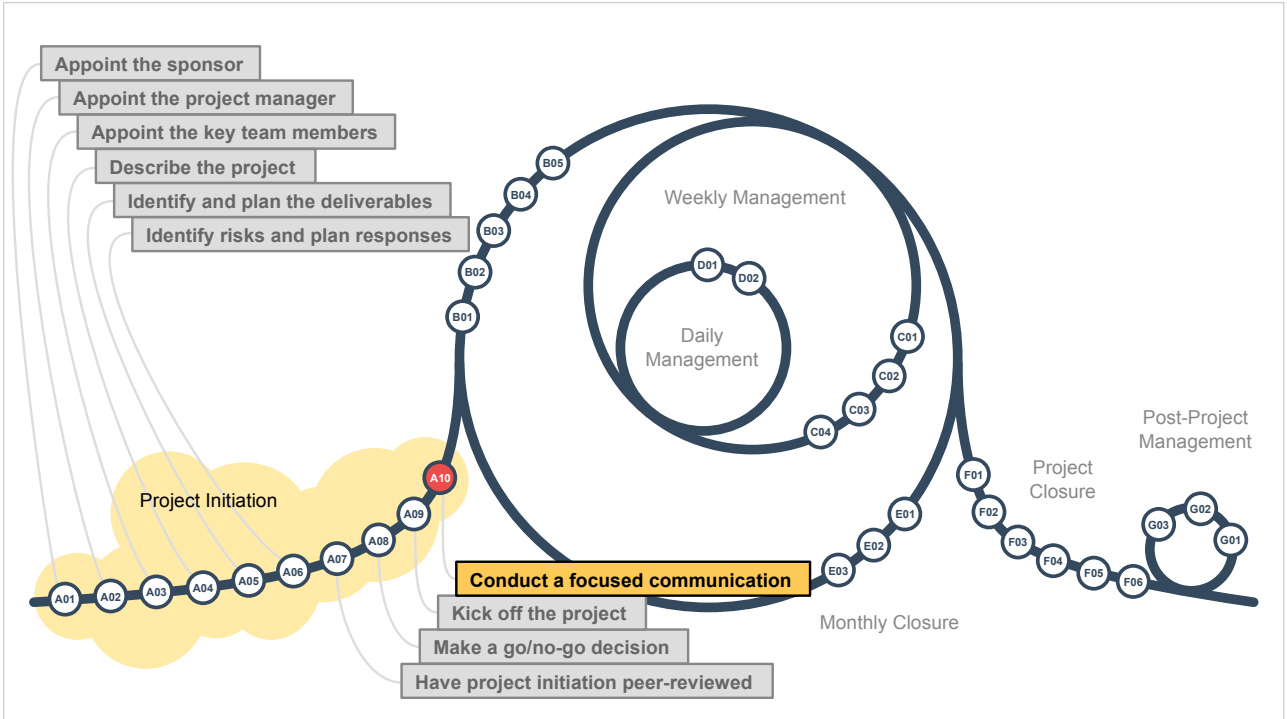 Appoint the sponsor
Appoint the project manager
Appoint the key team members
Describe the project
Identify and plan the deliverables
Identify risks and plan responses
B05
B04
B03
B02
B01
Weekly Management
D01
D02
Daily
Management
C01
C02
C03
C04
Post-Project
Management
Project
Closure
Project Initiation
A01
A02
A03
A04
A05
A06
A07
A08
A09
A10
Conduct a focused communication
Kick off the project
Make a go/no-go decision
Have project initiation peer-reviewed
E01
E02
E03
Monthly Closure
F01
F02
F03
F04
F05
F06
G03
G02
G01